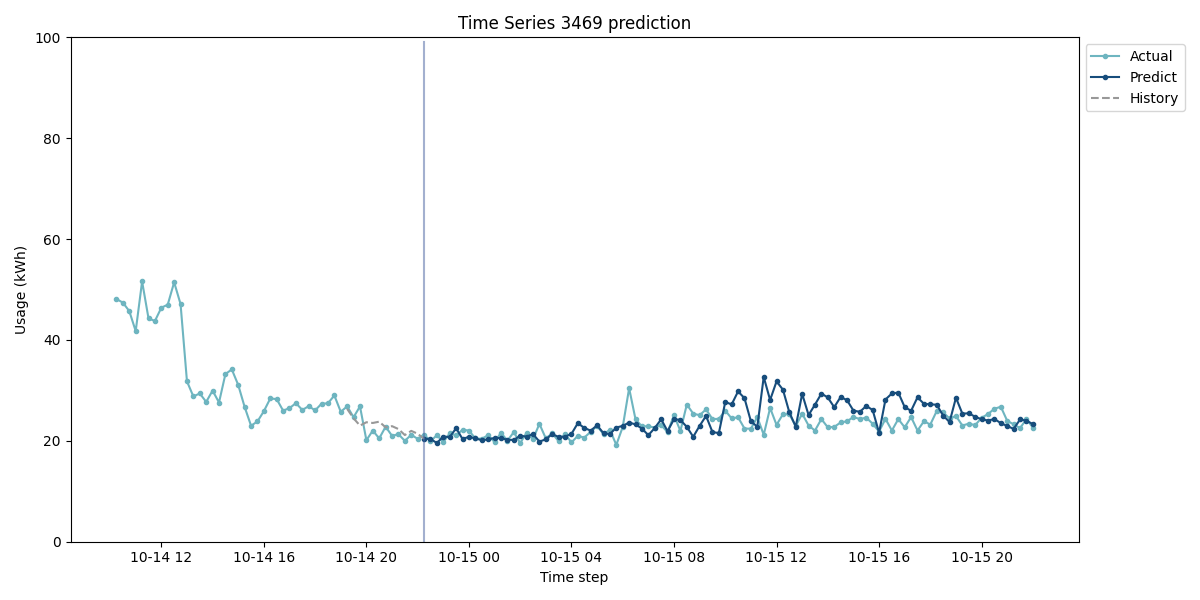 Time Series 3469 prediction
100
80
60
40
20
0
Usage (kWh)
10-14 12
10-14 16
10-14 20
10-15 00
10-15 04
10-15 08
10-15 12
10-15 16
10-15 20
Time step
Actual
Predict
History